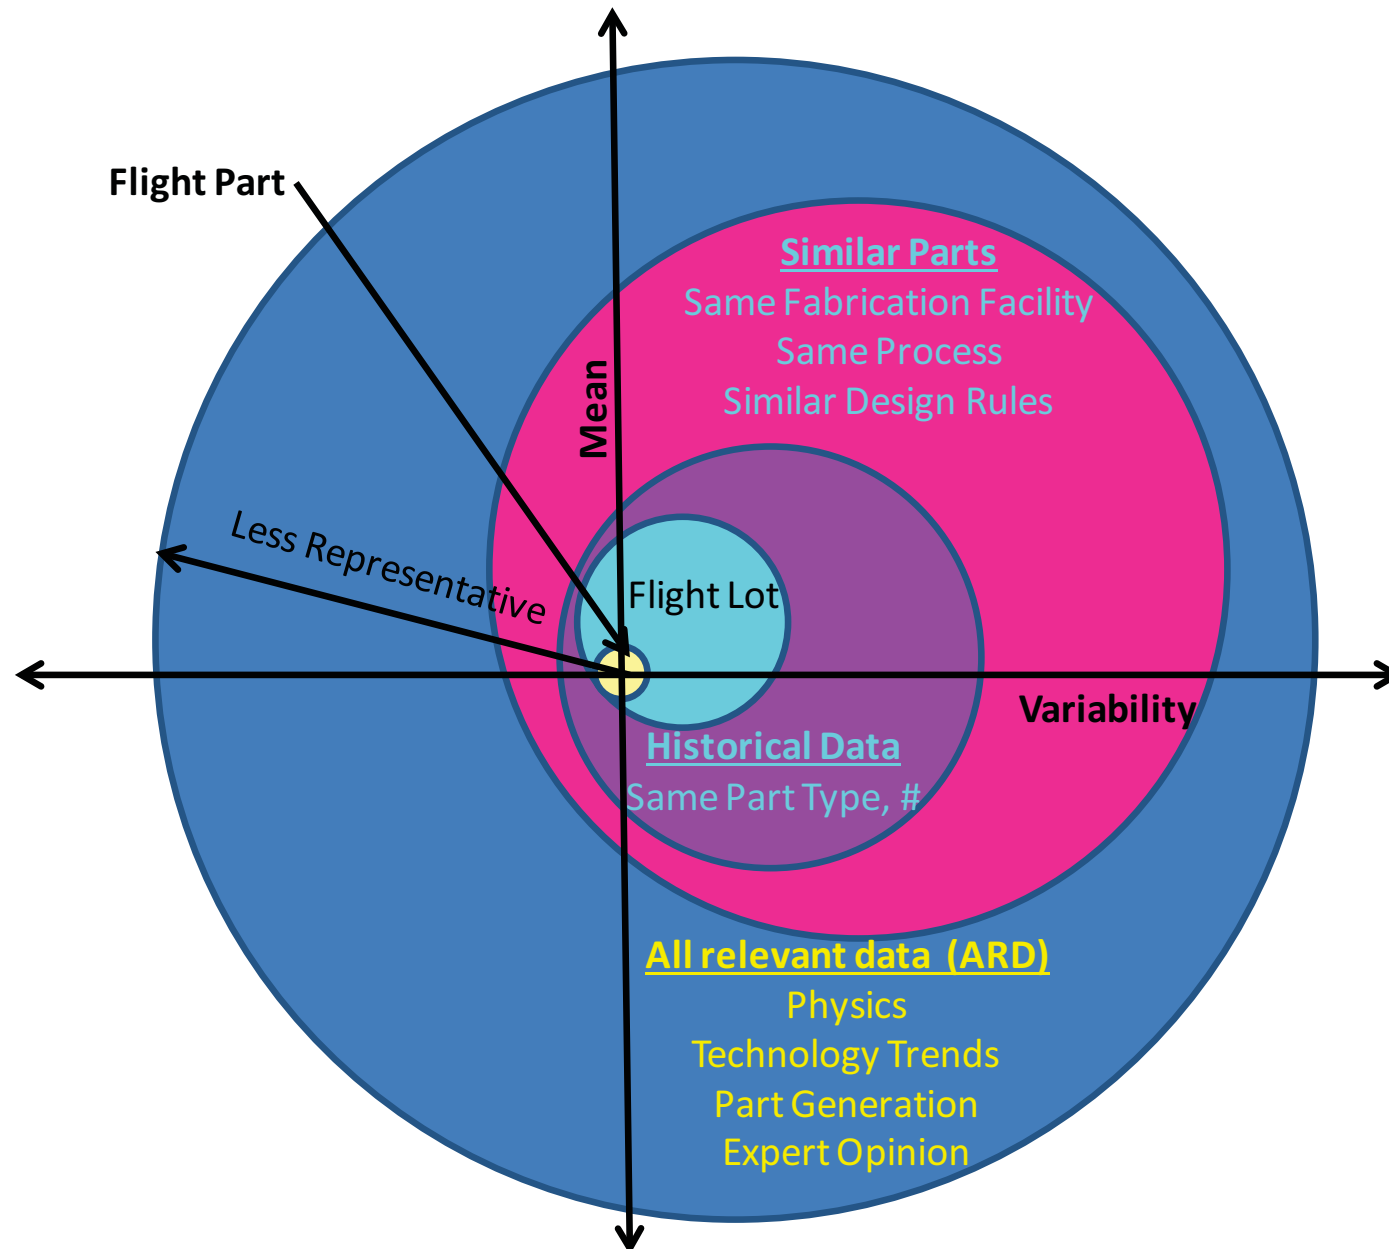 Flight Part
Similar Parts
Same Fabrication Facility
Same Process
Similar Design Rules
Mean
Less Representative
Flight Lot
Variability
Historical Data
Same Part Type, #
All relevant data (ARD)
Physics
Technology Trends
Part Generation
Expert Opinion